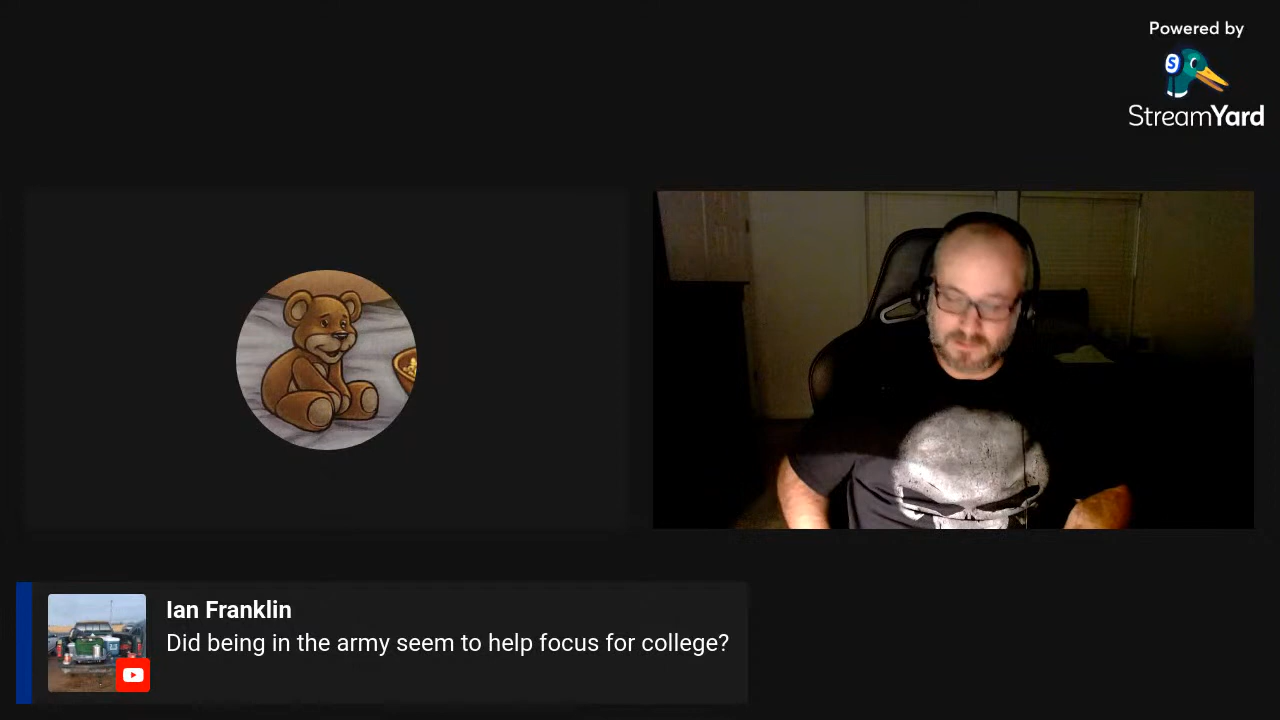 Powered by
S
StreamYard
Ian Franklin
Did being in the army seem to help focus for college?